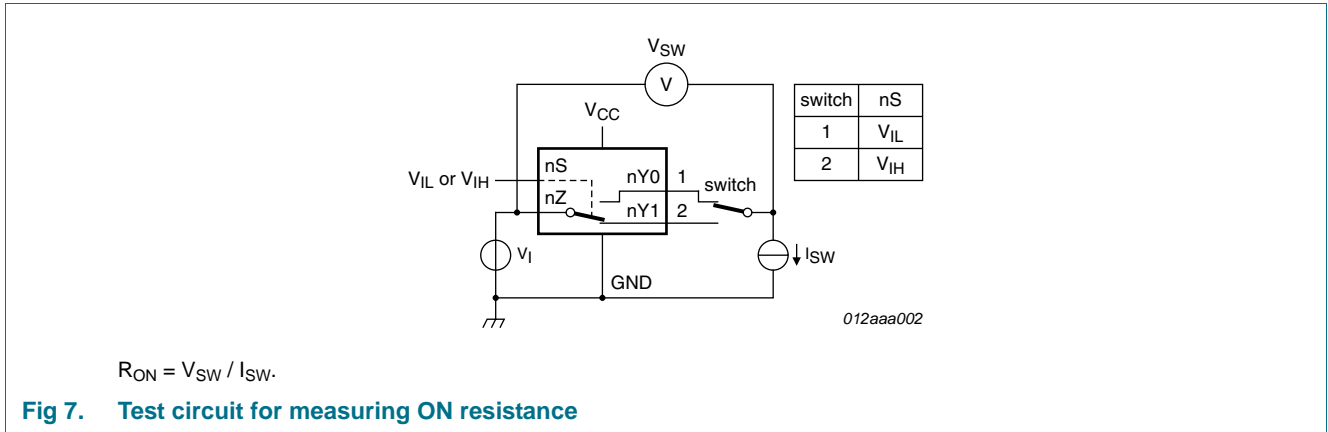 VSW
V
VCC
switch nS
1 VIL
2 VIH
VIL or VIH
nS
nZ
nY0 1
nY1 2
switch
VI
ISW
GND
012aaa002
RON = VSW / ISW.
Fig 7. Test circuit for measuring ON resistance